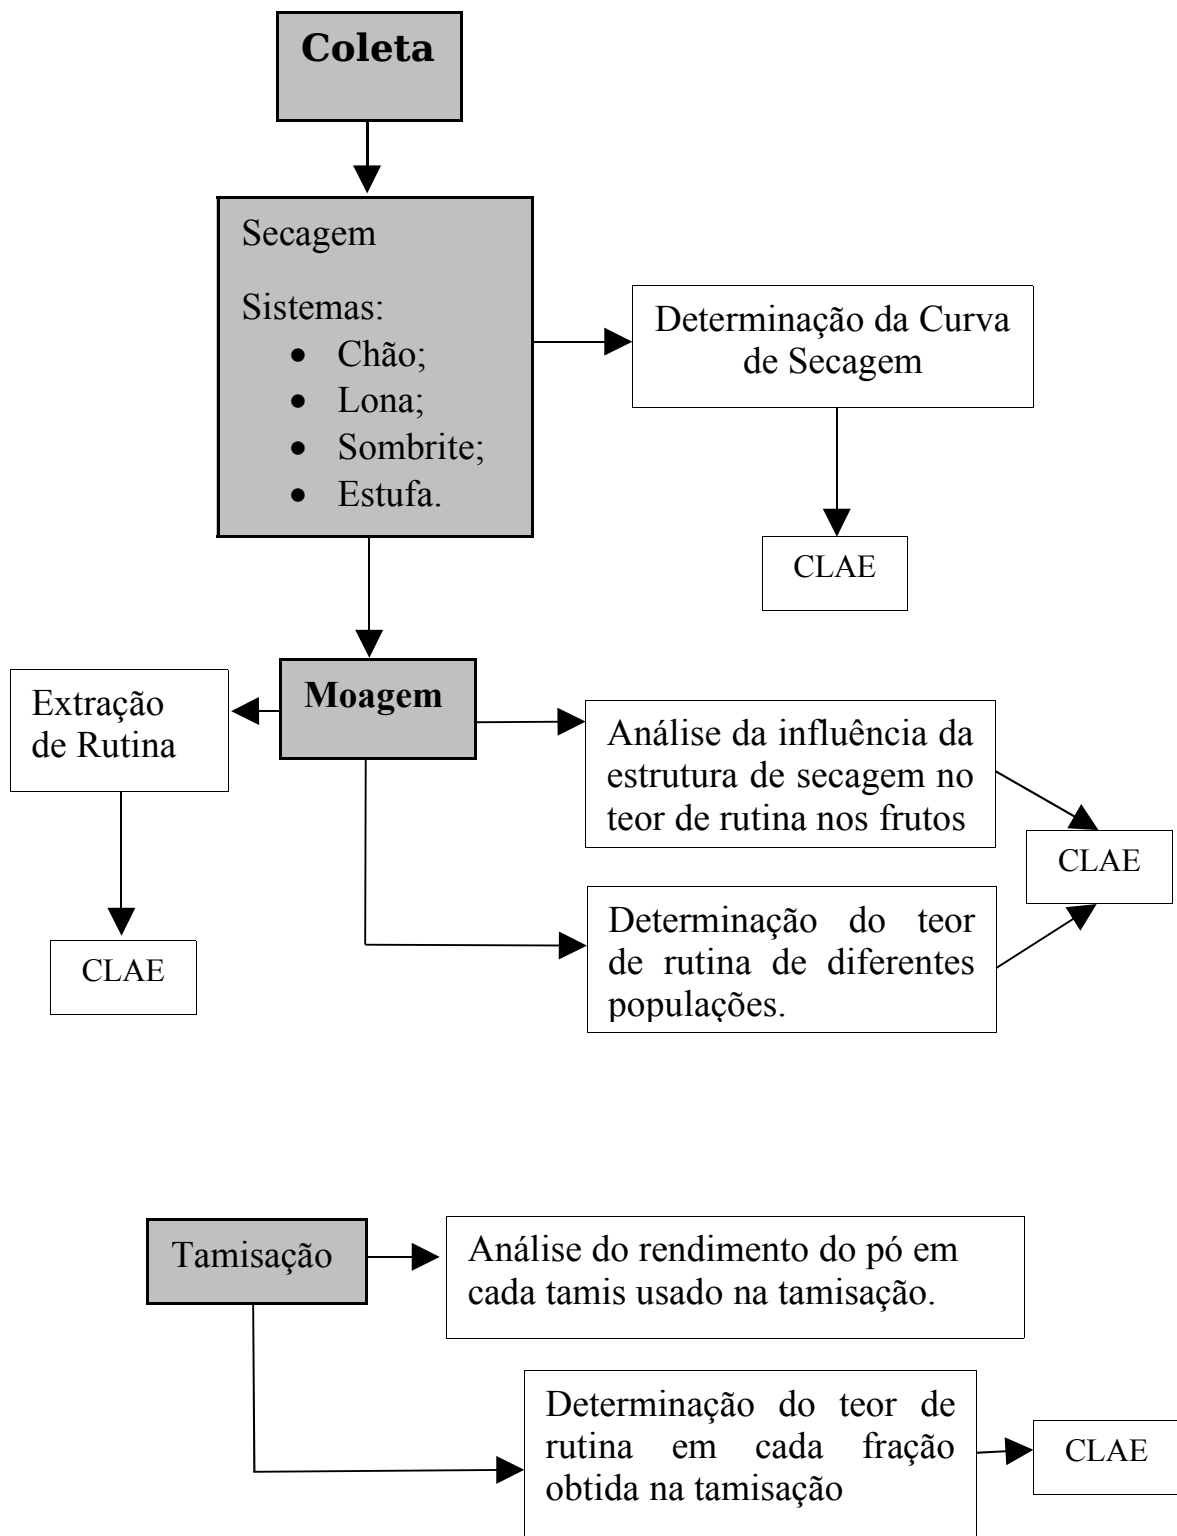 Coleta
Secagem
Sistemas:
• Chão;
• Lona;
• Sombrite;
• Estufa.
Determinação da Curva
de Secagem
CLAE
Extração
de Rutina
Moagem
Análise da influência da
estrutura de secagem no
teor de rutina nos frutos
CLAE
CLAE
Determinação do teor
de rutina de diferentes
populações.
Tamisação
Análise do rendimento do pó em
cada tamis usado na tamisação.
Determinação do teor de
rutina em cada fração
obtida na tamisação
CLAE